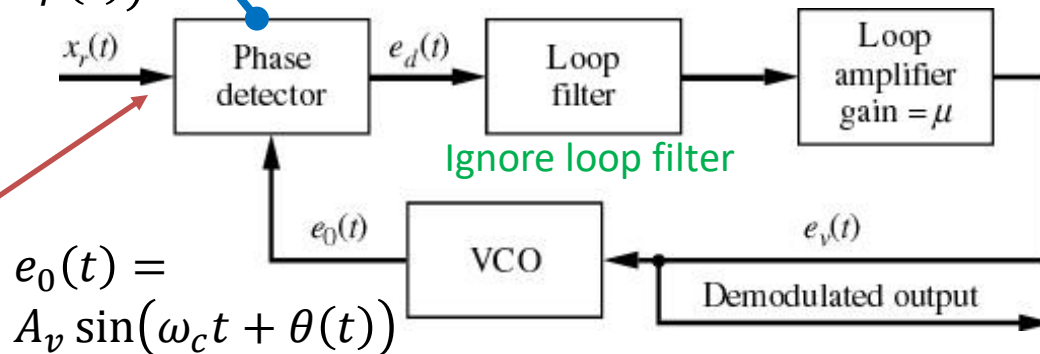 x_r(t)
Phase
detector
e_d(t)
Loop
filter
Loop
amplifier
gain = μ
Ignore loop filter
e_0(t)
VCO
e_v(t)
Demodulated output
e_0(t) =
A_v sin(ω_c t + θ(t))